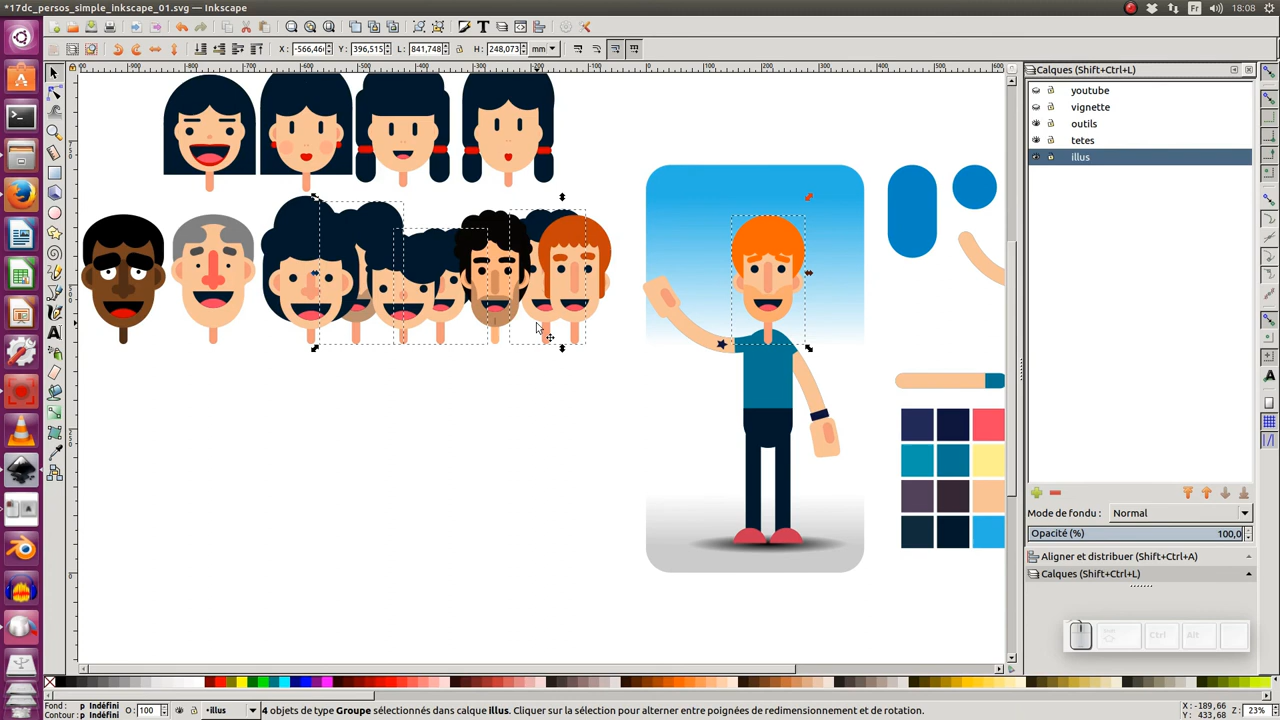 *17dc_persos_simple_Inkscape_01.svg - Inkscape
Fr 18:08
X: -566,46 Y: 396,515 L: 841,748 H: 248,073 mm
Calques (Shift+Ctrl+L)
youtube
vignette
outils
tetes
illus
Mode de fondu : Normal
Opacité (%) 100,0
Aligner et distribuer (Shift+Ctrl+A)
Calques (Shift+Ctrl+L)
Ctrl Alt
Fond : p Indéfini
Contour : p Indéfini
O: 100
•illus
4 objets de type Groupe sélectionnés dans calque illus. Cliquer sur la sélection pour alterner entre poignées de redimensionnement et de rotation.
X : -189,66
Y : 433,68
Z: 23%